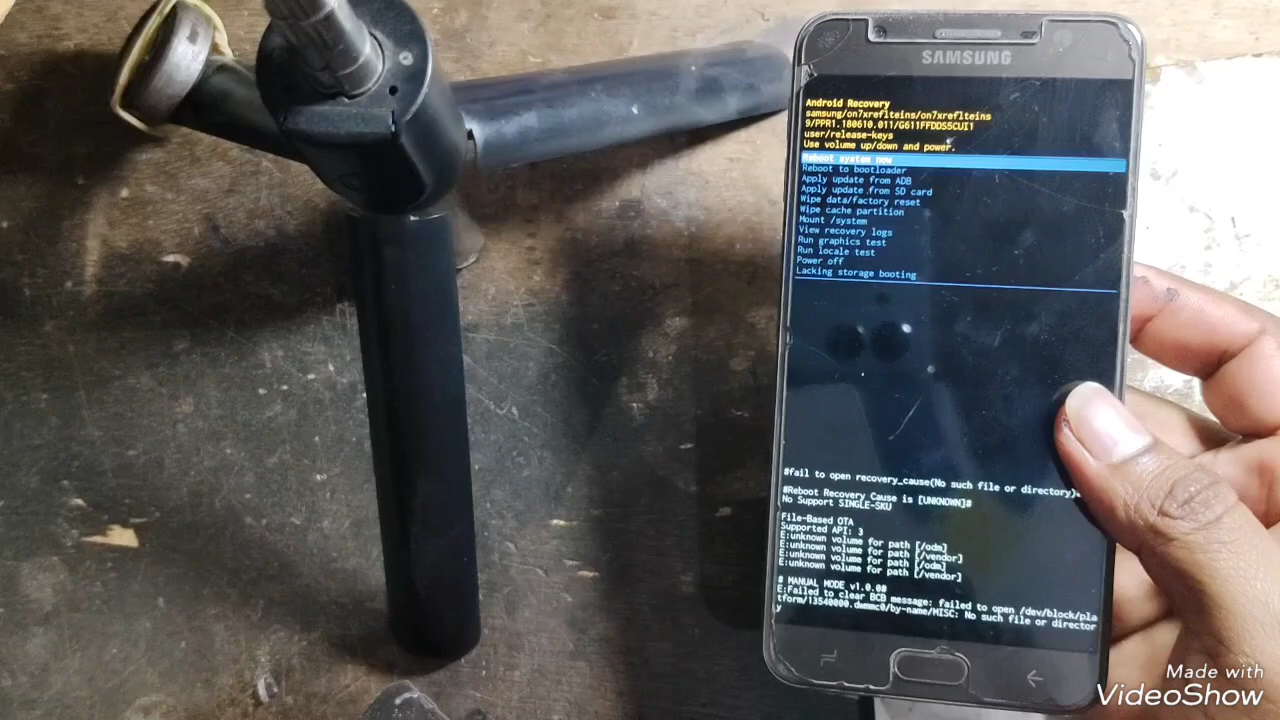 SAMSUNG
Android Recovery
samsung/on7xreflteins/on7xreflteins
9/PPR1.180610.011/G611FFDDS5CUI1
user/release-keys
Use volume up/down and power.
Reboot system now
Reboot to bootloader
Apply update from ADB
Apply update from SD card
Wipe data/factory reset
Wipe cache partition
Mount /system
View recovery logs
Run graphics test
Run locale test
Power off
Lacking storage booting
#fail to open recovery_cause(No such file or directory)#
#Reboot Recovery Cause is [UNKNOWN]#
No Support SINGLE-SKU
File-Based OTA
Supported API: 3
E:unknown volume for path [/odm]
E:unknown volume for path [/vendor]
E:unknown volume for path [/odm]
E:unknown volume for path [/vendor]
# MANUAL MODE v1.0.0#
E:Failed to clear BCB message: failed to open /dev/block/pla
tform/13540000.dwmmc0/by-name/MISC: No such file or director
y
Made with
VideoShow